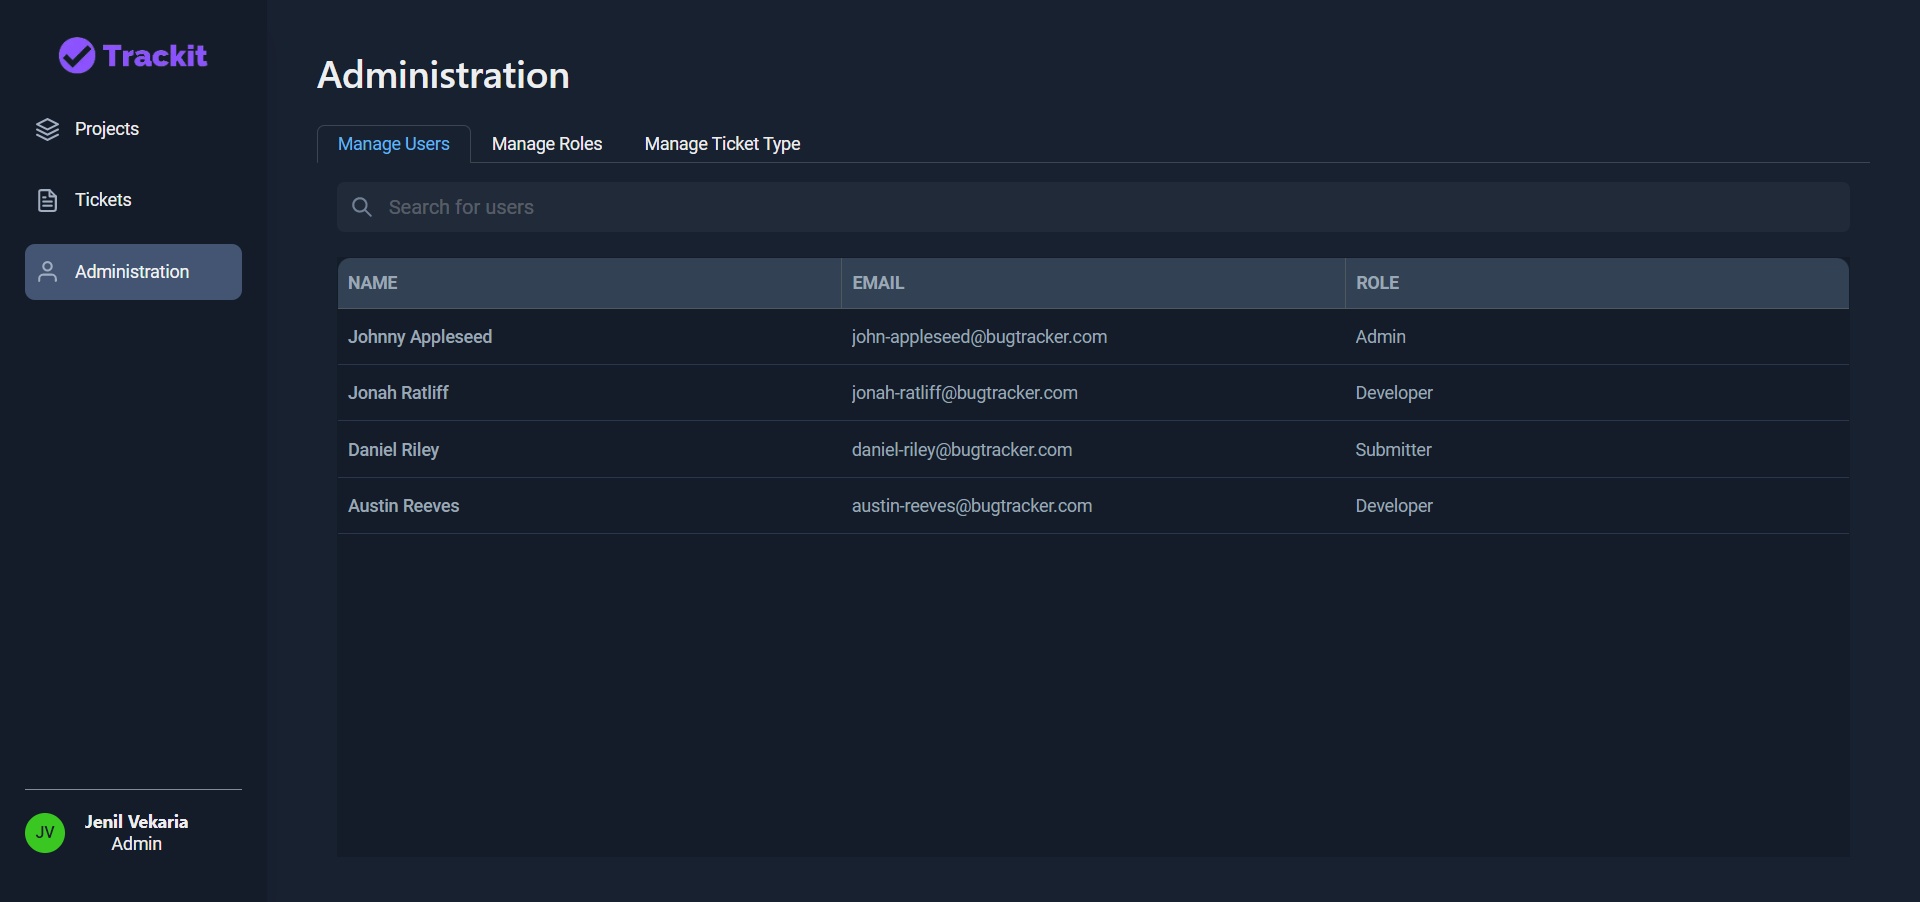 Trackit
Projects
Tickets
Administration
Jenil Vekaria
Admin
JV
Administration
Manage Users Manage Roles Manage Ticket Type
Search for users
NAME EMAIL ROLE
Johnny Appleseed john-appleseed@bugtracker.com Admin
Jonah Ratliff jonah-ratliff@bugtracker.com Developer
Daniel Riley daniel-riley@bugtracker.com Submitter
Austin Reeves austin-reeves@bugtracker.com Developer